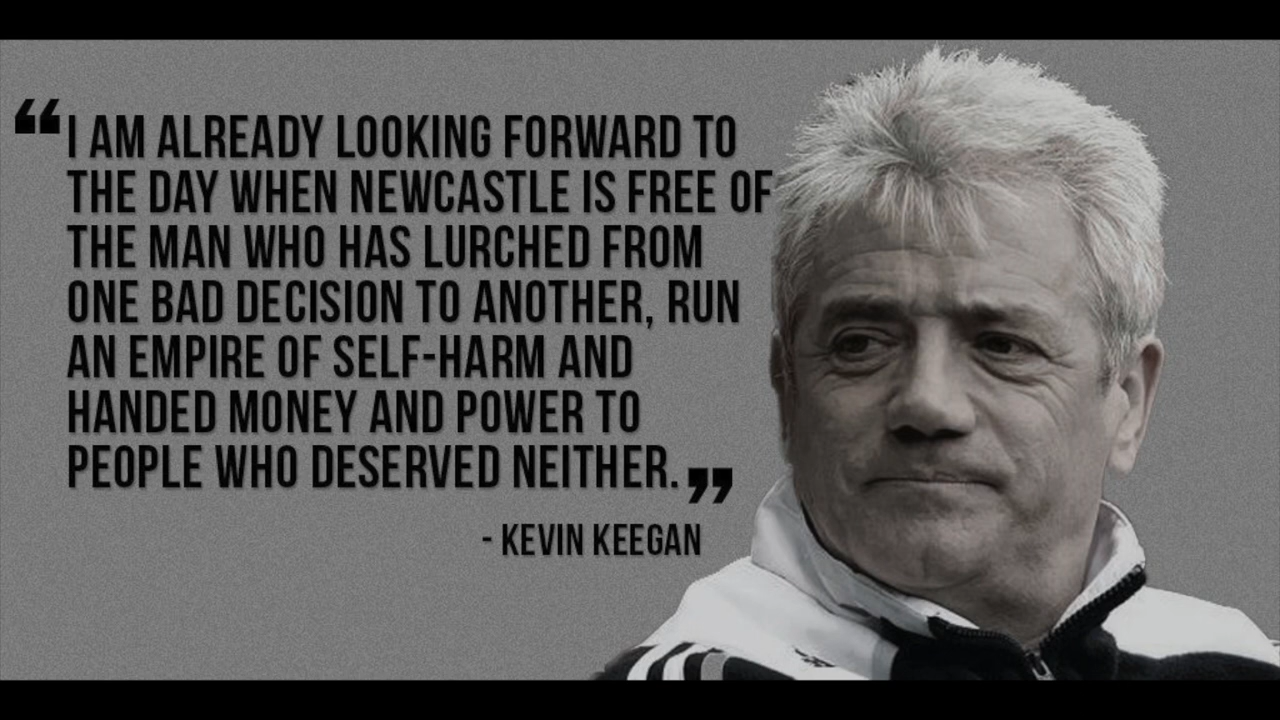 “I AM ALREADY LOOKING FORWARD TO
THE DAY WHEN NEWCASTLE IS FREE OF
THE MAN WHO HAS LURCHED FROM
ONE BAD DECISION TO ANOTHER, RUN
AN EMPIRE OF SELF-HARM AND
HANDED MONEY AND POWER TO
PEOPLE WHO DESERVED NEITHER.”
- KEVIN KEEGAN